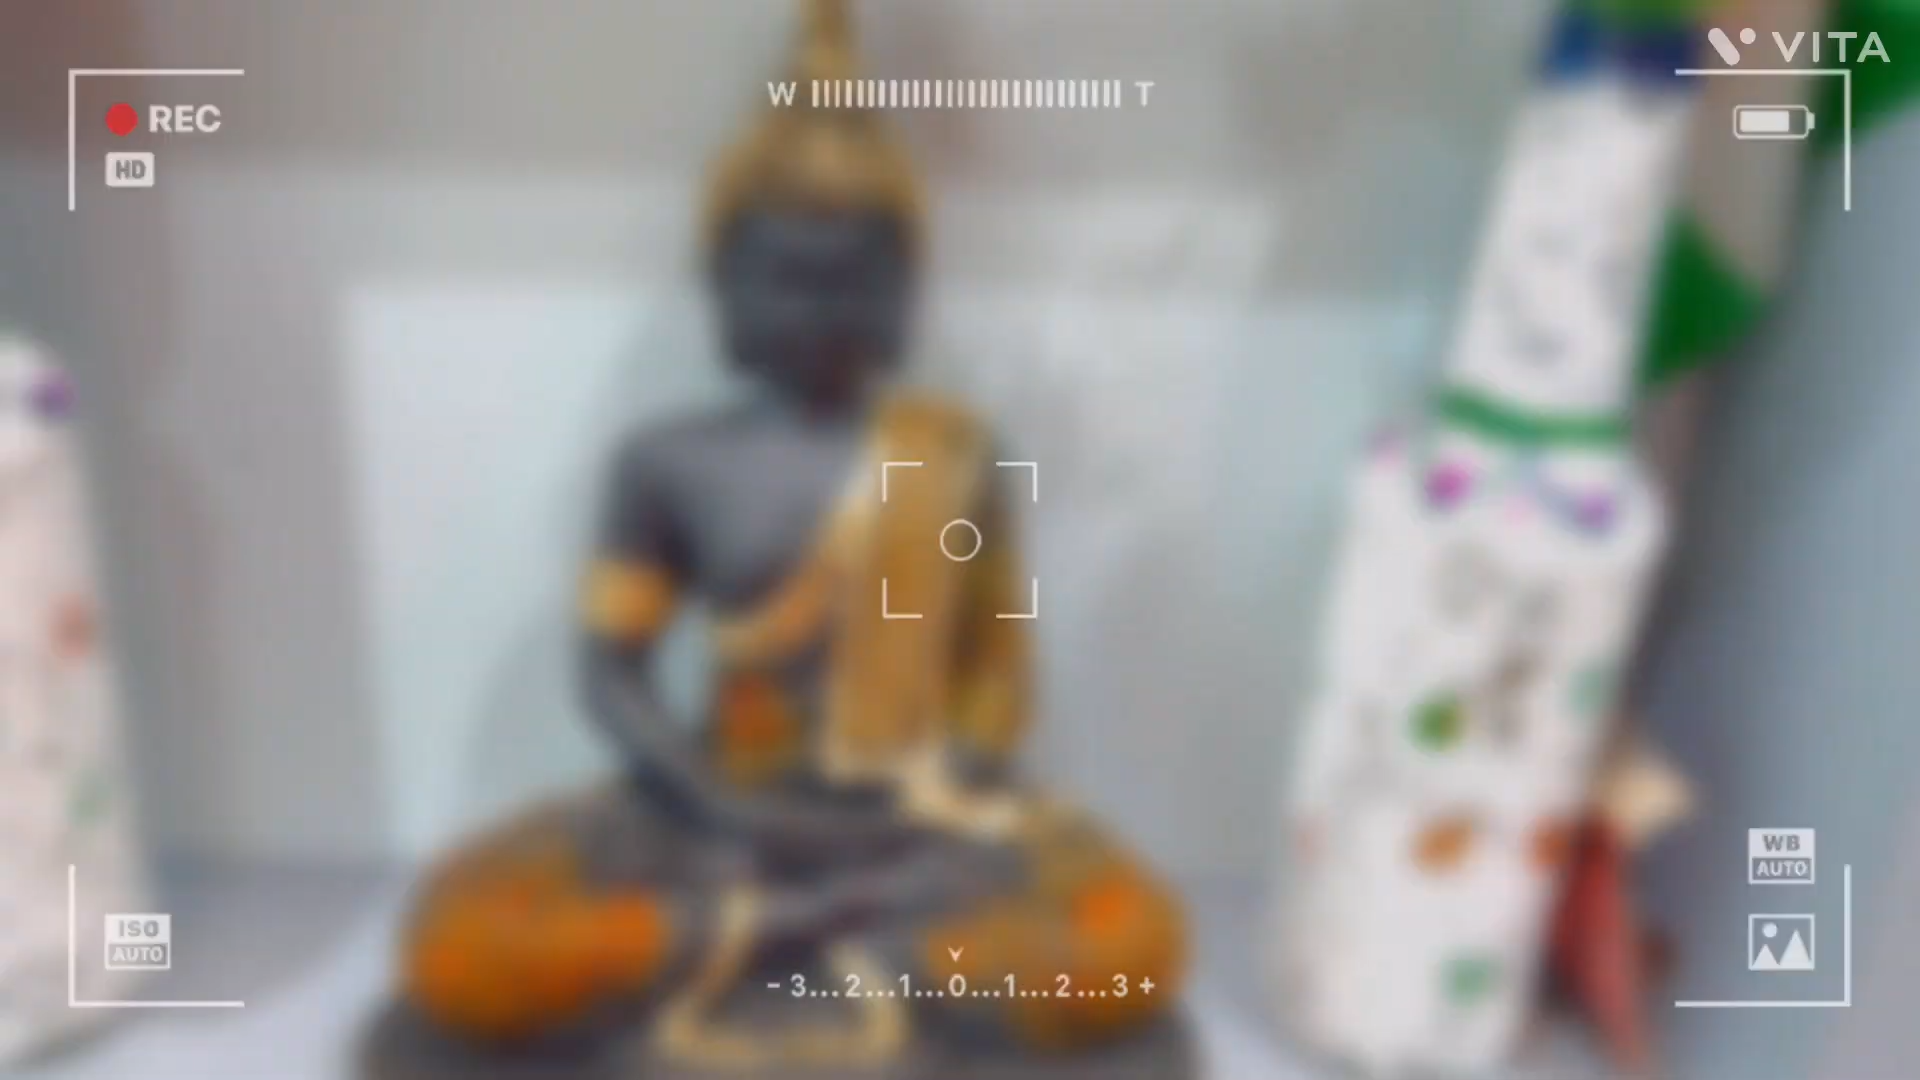 VITA
W T
REC
HD
ISO
AUTO
WB
AUTO
- 3...2...1...0...1...2...3 +